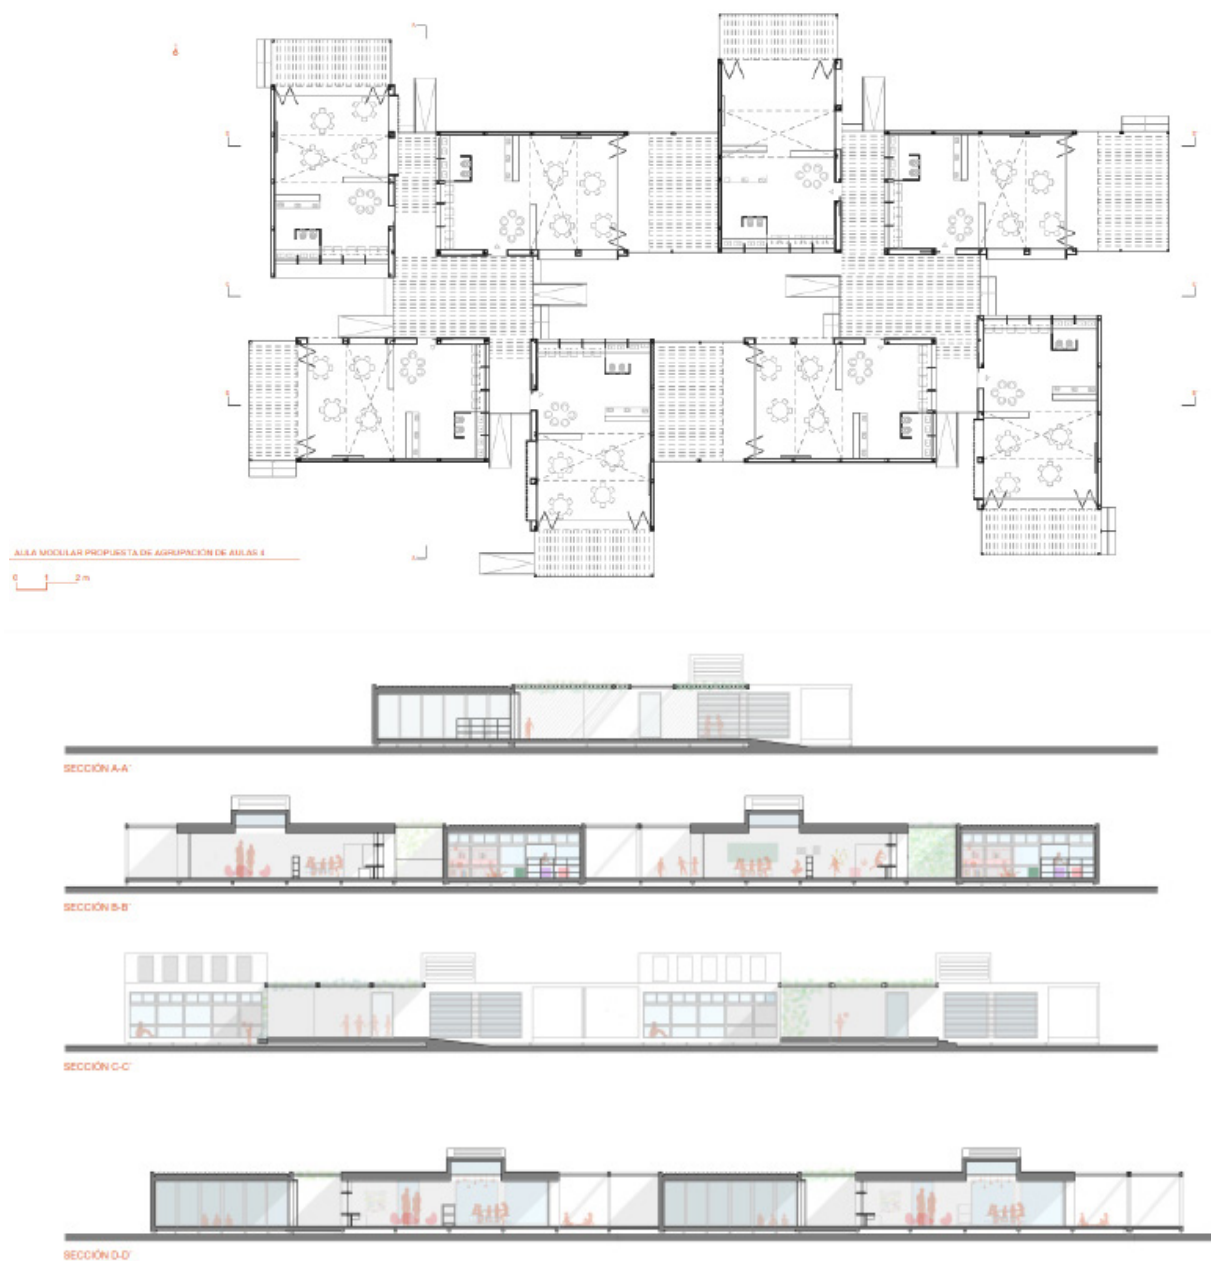 AULA MODULAR PROPUESTA DE AGRUPACIÓN DE AULAS 4
0 1 2 m
SECCIÓN A-A'
SECCIÓN B-B'
SECCIÓN C-C'
SECCIÓN D-D'